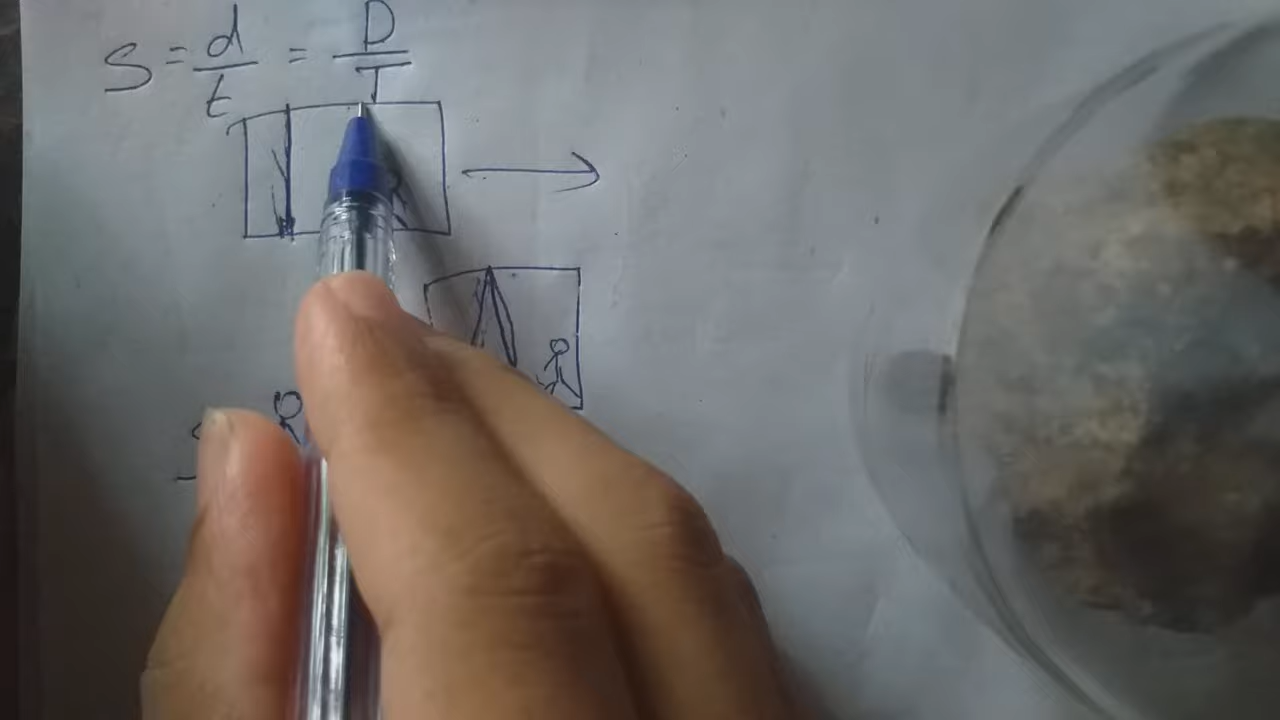 S = d/t = D/T